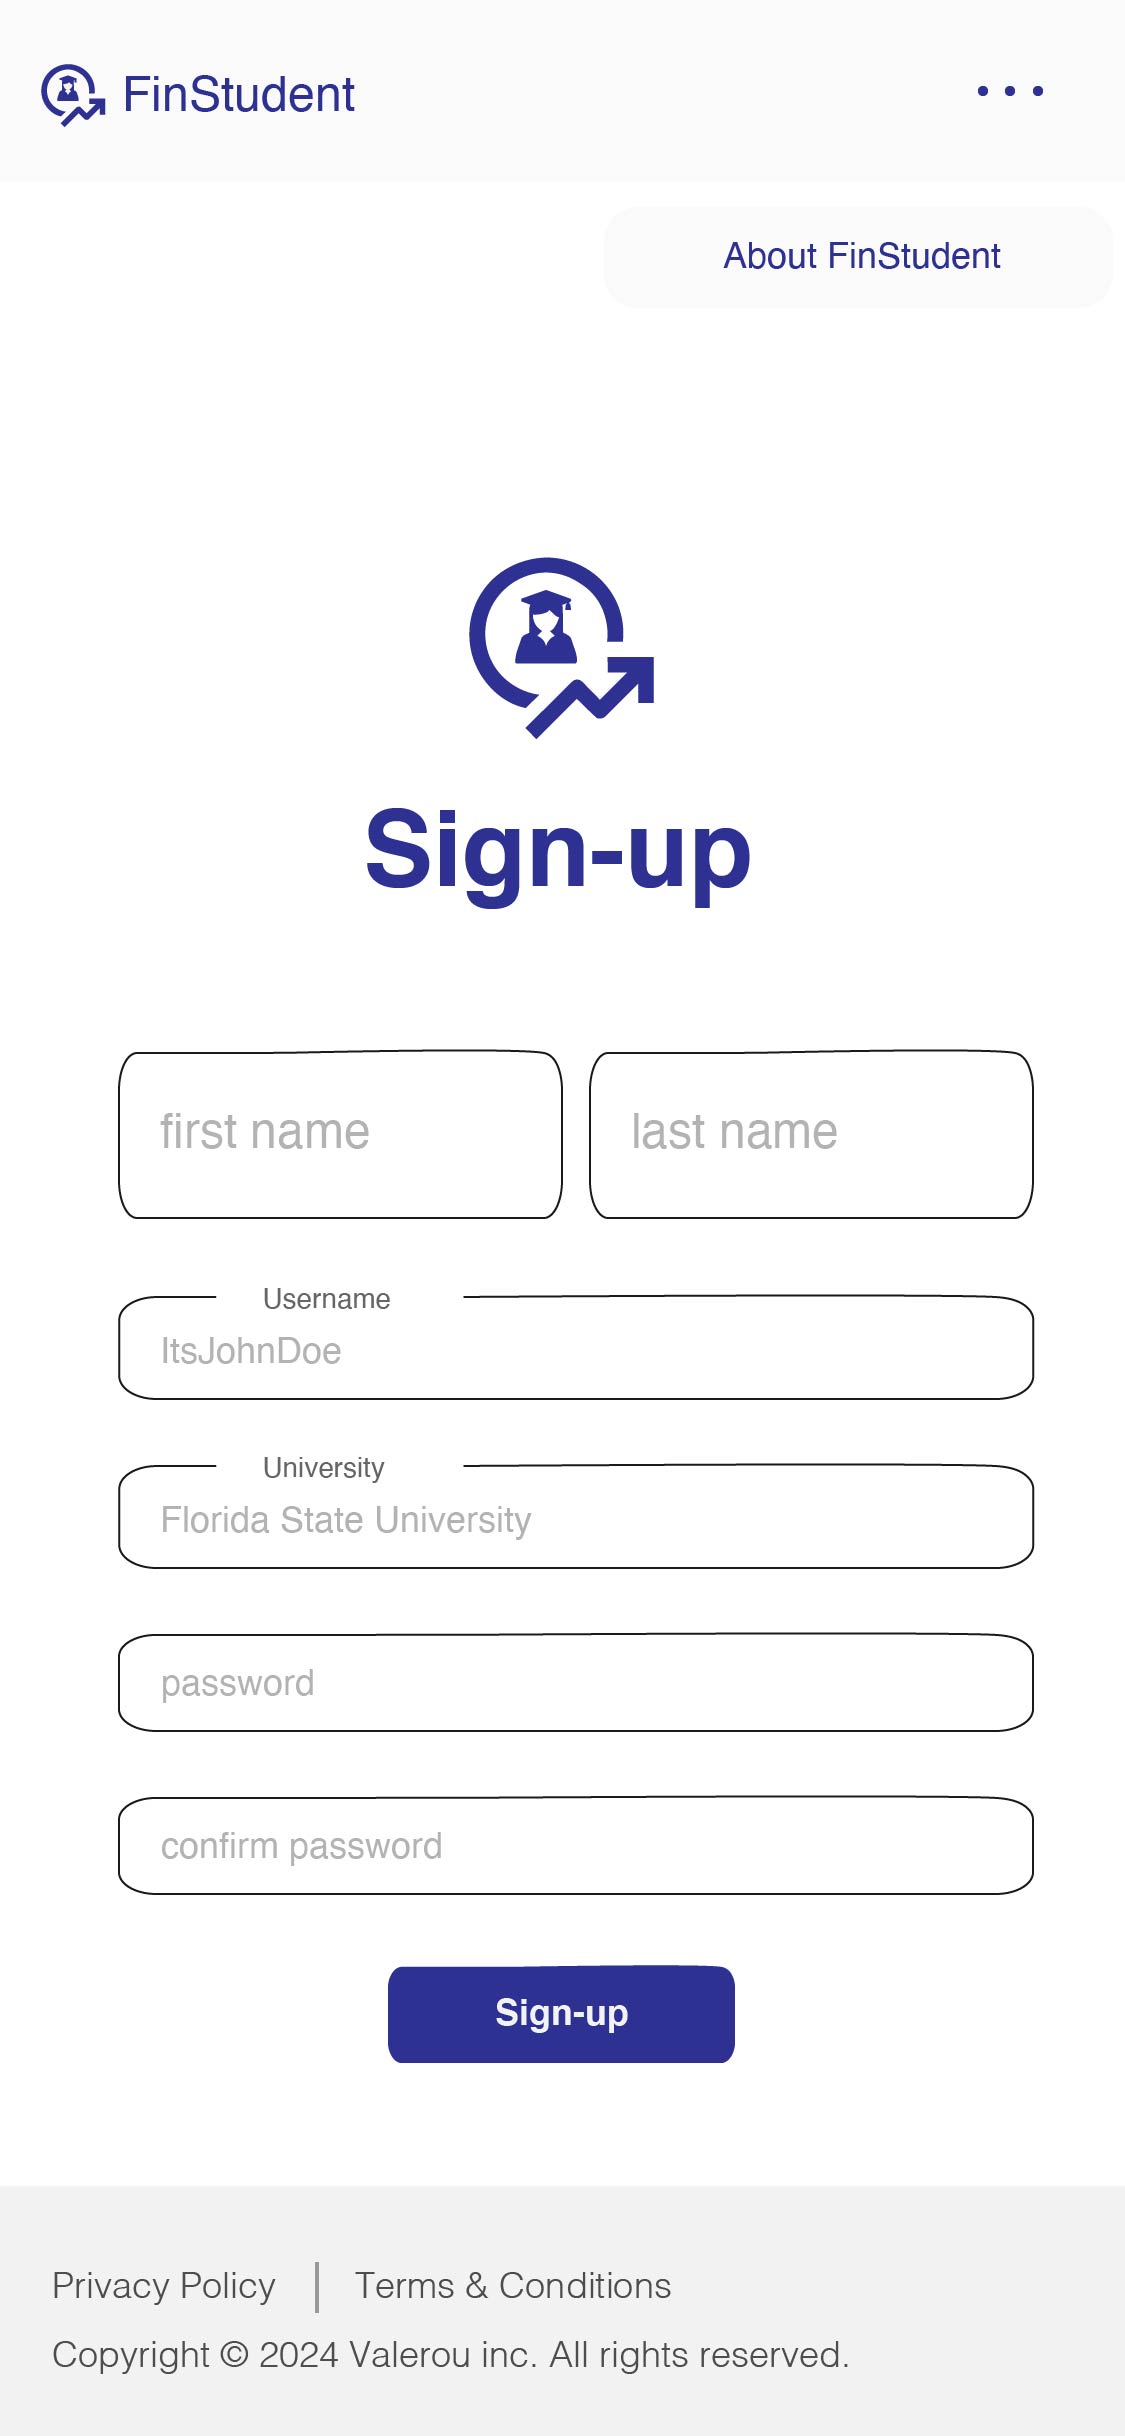 FinStudent
About FinStudent
Sign-up
first name
last name
Username
ItsJohnDoe
University
Florida State University
password
confirm password
Sign-up
Privacy Policy | Terms & Conditions
Copyright © 2024 Valerou inc. All rights reserved.